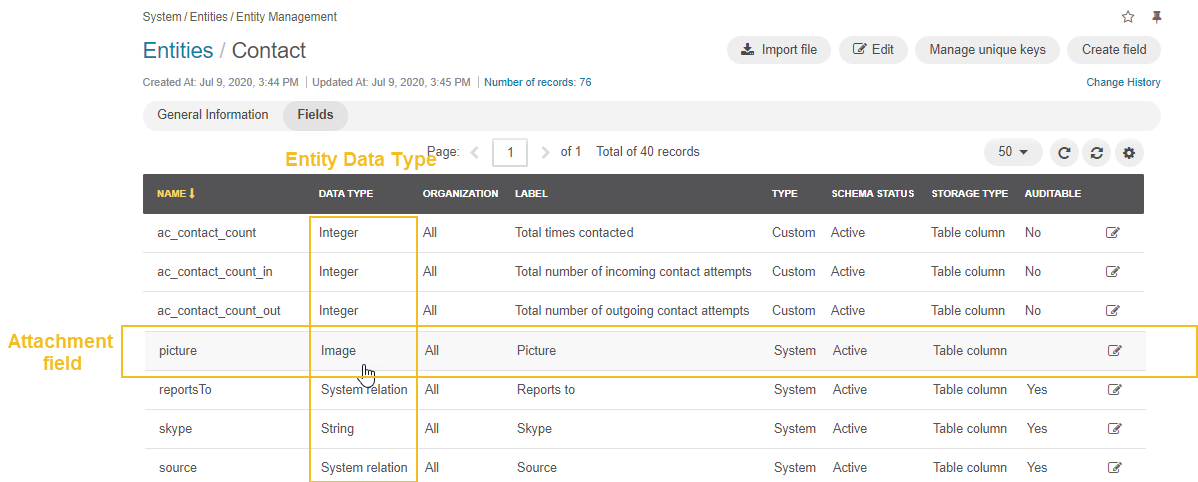 System / Entities / Entity Management
Entities / Contact
Import file Edit Manage unique keys Create field
Created At: Jul 9, 2020, 3:44 PM Updated At: Jul 9, 2020, 3:45 PM Number of records: 76 Change History
General Information Fields
Entity Data Type
Page: 1 of 1 Total of 40 records 50
NAME DATA TYPE ORGANIZATION LABEL TYPE SCHEMA STATUS STORAGE TYPE AUDITABLE
ac_contact_count Integer All Total times contacted Custom Active Table column No
ac_contact_count_in Integer All Total number of incoming contact attempts Custom Active Table column No
ac_contact_count_out Integer All Total number of outgoing contact attempts Custom Active Table column No
Attachment
field
picture Image All Picture System Active Table column
reportsTo System relation All Reports to System Active Table column Yes
skype String All Skype System Active Table column Yes
source System relation All Source System Active Table column Yes